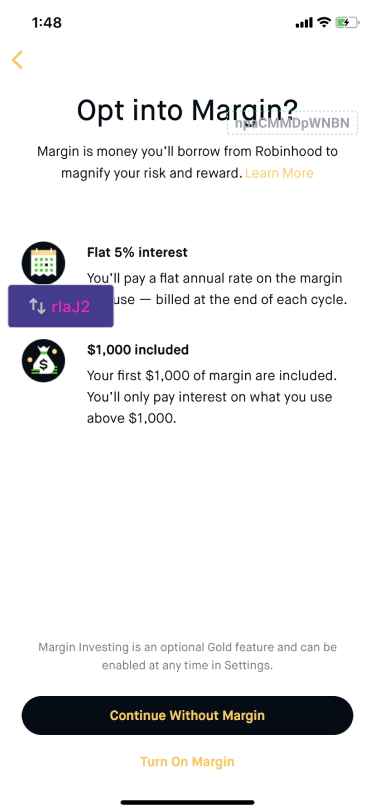 1:48
Opt into Margin?
npaCMMDpWNBN
Margin is money you'll borrow from Robinhood to
magnify your risk and reward. Learn More
Flat 5% interest
You'll pay a flat annual rate on the margin
use — billed at the end of each cycle.
rIaJ2
$1,000 included
Your first $1,000 of margin are included.
You'll only pay interest on what you use
above $1,000.
Margin Investing is an optional Gold feature and can be
enabled at any time in Settings.
Continue Without Margin
Turn On Margin